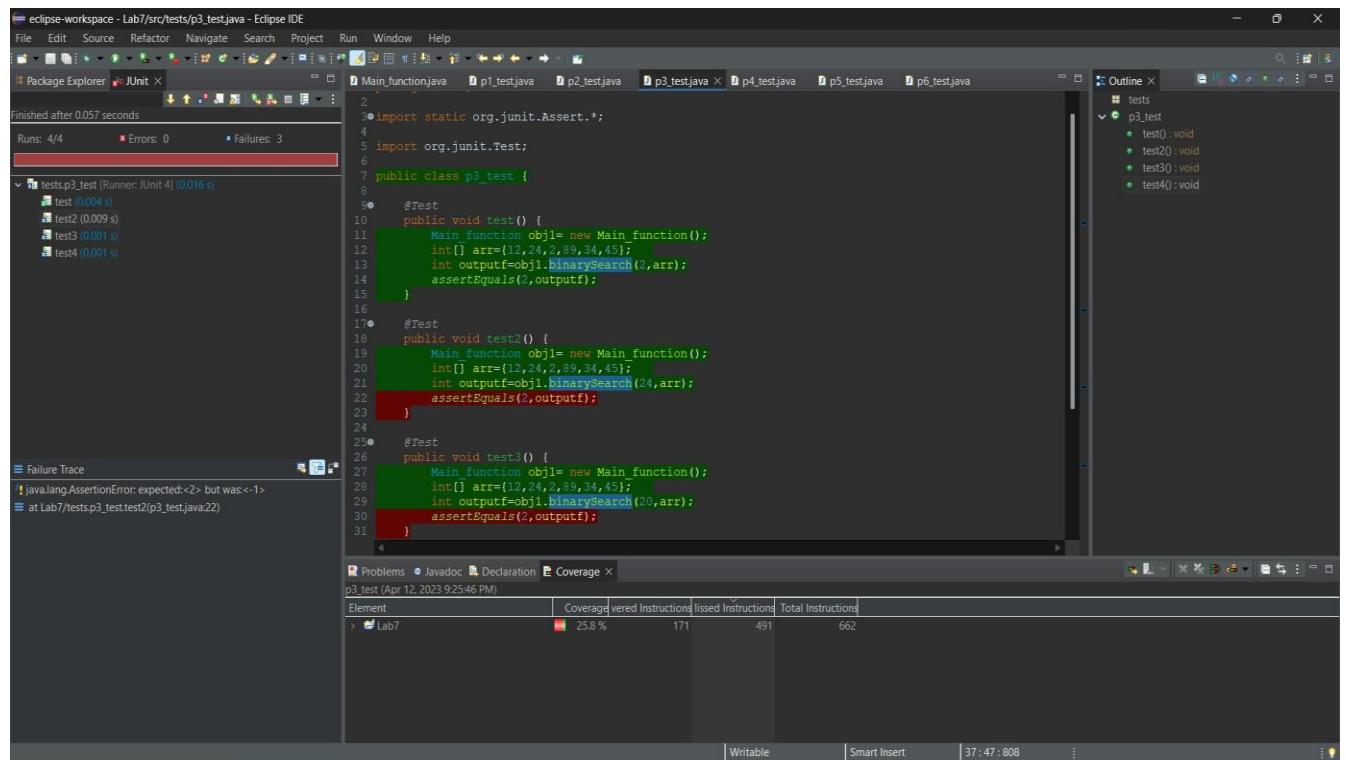 eclipse-workspace - Lab7/src/tests/p3_test.java - Eclipse IDE
File Edit Source Refactor Navigate Search Project Run Window Help
Package Explorer JUnit
Finished after 0.057 seconds
Runs: 4/4 Errors: 0 Failures: 3
tests.p3_test [Runner: JUnit 4] (0.016 s)
test (0.004 s)
test2 (0.009 s)
test3 (0.001 s)
test4 (0.001 s)
Failure Trace
java.lang.AssertionError: expected:<2> but was:<-1>
at Lab7/tests.p3_test.test2(p3_test.java:22)
Main_function.java p1_test.java p2_test.java p3_test.java p4_test.java p5_test.java p6_test.java
2
3 import static org.junit.Assert.*;
4
5 import org.junit.Test;
6
7 public class p3_test {
8
9 @Test
10 public void test() {
11 Main_function obj1= new Main_function();
12 int[] arr={12,24,2,89,34,45};
13 int outputf=obj1.binarySearch(2,arr);
14 assertEquals(2,outputf);
15 }
16
17 @Test
18 public void test2() {
19 Main_function obj1= new Main_function();
20 int[] arr={12,24,2,89,34,45};
21 int outputf=obj1.binarySearch(24,arr);
22 assertEquals(2,outputf);
23 }
24
25 @Test
26 public void test3() {
27 Main_function obj1= new Main_function();
28 int[] arr={12,24,2,89,34,45};
29 int outputf=obj1.binarySearch(20,arr);
30 assertEquals(2,outputf);
31 }
Outline
tests
p3_test
test() : void
test2() : void
test3() : void
test4() : void
Problems Javadoc Declaration Coverage
p3_test (Apr 12, 2023 9:25:46 PM)
Element Coverage vered Instructions lissed Instructions Total Instructions
Lab7 25.8 % 171 491 662
Writable Smart Insert 37 : 47 : 808